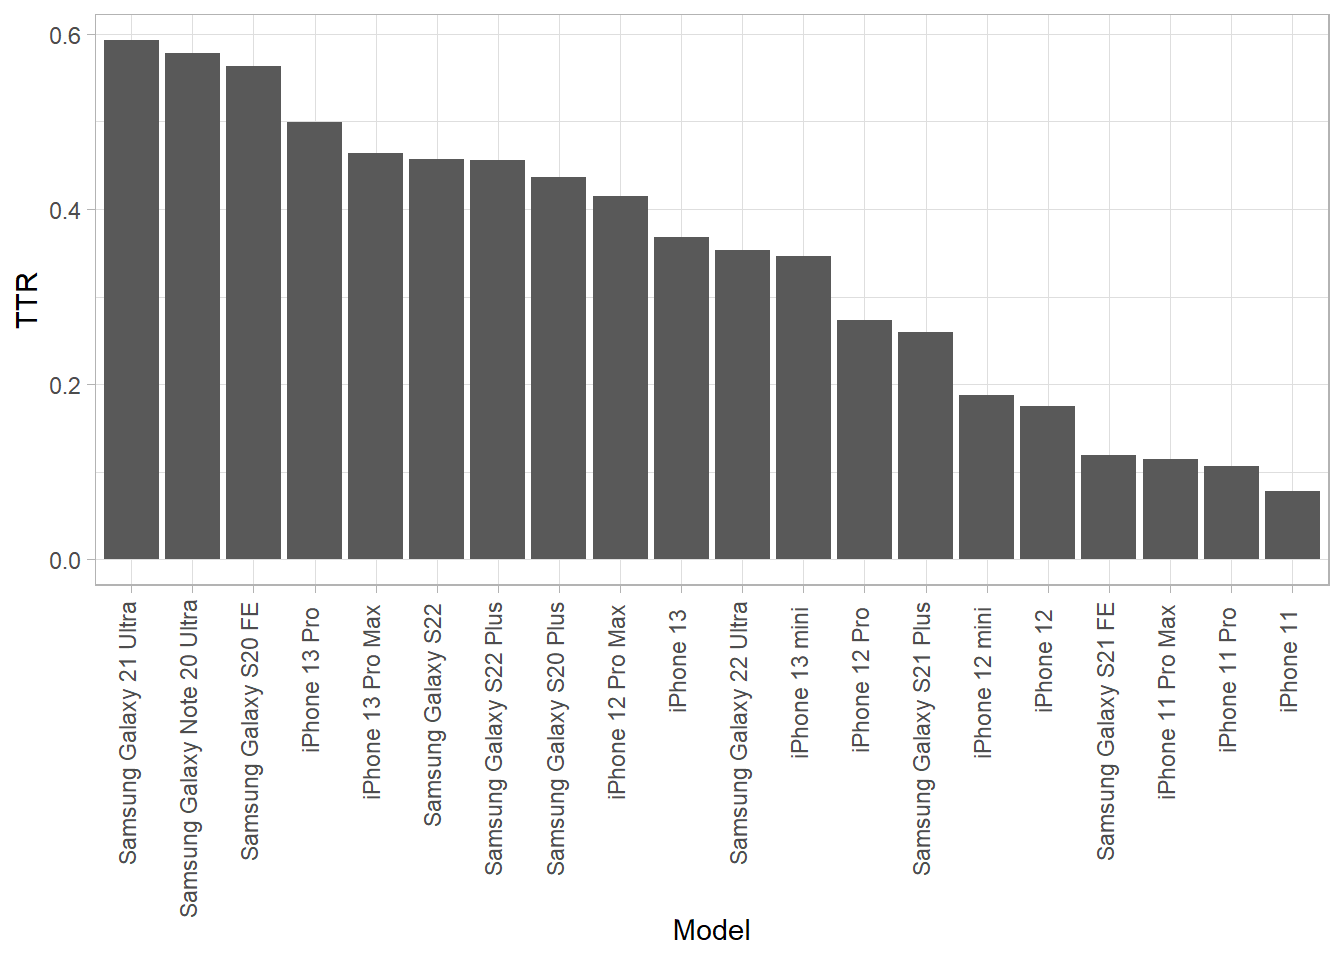 TTR
0.6
0.4
0.2
0.0
Samsung Galaxy 21 Ultra
Samsung Galaxy Note 20 Ultra
Samsung Galaxy S20 FE
iPhone 13 Pro
iPhone 13 Pro Max
Samsung Galaxy S22
Samsung Galaxy S22 Plus
Samsung Galaxy S20 Plus
iPhone 12 Pro Max
iPhone 13
Samsung Galaxy 22 Ultra
iPhone 13 mini
iPhone 12 Pro
Samsung Galaxy S21 Plus
iPhone 12 mini
iPhone 12
Samsung Galaxy S21 FE
iPhone 11 Pro Max
iPhone 11 Pro
iPhone 11
Model